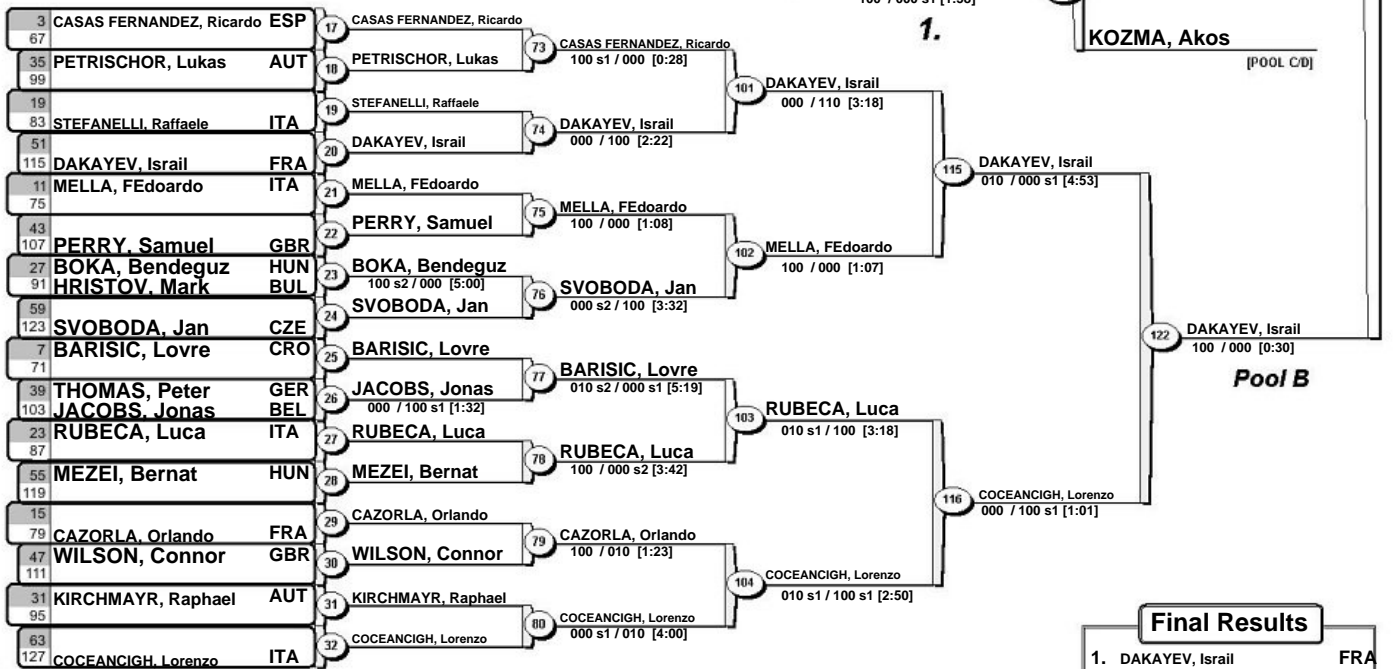 1.
KOZMA, Akos
[POOL C/D]
3 CASAS FERNANDEZ, Ricardo ESP
67
35 PETRISCHOR, Lukas AUT
99
19
83 STEFANELLI, Raffaele ITA
51
115 DAKAYEV, Israil FRA
11 MELLA, FEdoardo ITA
75
43
107 PERRY, Samuel GBR
27 BOKA, Bendeguz HUN
91 HRISTOV, Mark BUL
59
123 SVOBODA, Jan CZE
7 BARISIC, Lovre CRO
71
39 THOMAS, Peter GER
103 JACOBS, Jonas BEL
23 RUBECA, Luca ITA
87
55 MEZEI, Bernat HUN
119
15
79 CAZORLA, Orlando FRA
47 WILSON, Connor GBR
111
31 KIRCHMAYR, Raphael AUT
95
63
127 COCEANCIGH, Lorenzo ITA
17 CASAS FERNANDEZ, Ricardo
18 PETRISCHOR, Lukas
19 STEFANELLI, Raffaele
20 DAKAYEV, Israil
21 MELLA, FEdoardo
22 PERRY, Samuel
23 BOKA, Bendeguz
100 s2 / 000 [5:00]
24 SVOBODA, Jan
25 BARISIC, Lovre
26 JACOBS, Jonas
000 / 100 s1 [1:32]
27 RUBECA, Luca
28 MEZEI, Bernat
29 CAZORLA, Orlando
30 WILSON, Connor
31 KIRCHMAYR, Raphael
32 COCEANCIGH, Lorenzo
73 CASAS FERNANDEZ, Ricardo
100 s1 / 000 [0:28]
74 DAKAYEV, Israil
000 / 100 [2:22]
75 MELLA, FEdoardo
100 / 000 [1:08]
76 SVOBODA, Jan
000 s2 / 100 [3:32]
77 BARISIC, Lovre
010 s2 / 000 s1 [5:19]
78 RUBECA, Luca
100 / 000 s2 [3:42]
79 CAZORLA, Orlando
100 / 010 [1:23]
80 COCEANCIGH, Lorenzo
000 s1 / 010 [4:00]
101 DAKAYEV, Israil
000 / 110 [3:18]
102 MELLA, FEdoardo
100 / 000 [1:07]
103 RUBECA, Luca
010 s1 / 100 [3:18]
104 COCEANCIGH, Lorenzo
010 s1 / 100 s1 [2:50]
115 DAKAYEV, Israil
010 / 000 s1 [4:53]
116 COCEANCIGH, Lorenzo
000 / 100 s1 [1:01]
122 DAKAYEV, Israil
100 / 000 [0:30]
Pool B
Final Results
1. DAKAYEV, Israil FRA